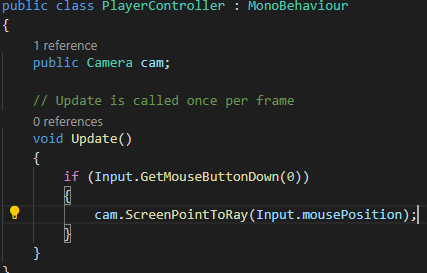 public class PlayerController : MonoBehaviour
{
1 reference
public Camera cam;
// Update is called once per frame
0 references
void Update()
{
if (Input.GetMouseButtonDown(0))
{
cam.ScreenPointToRay(Input.mousePosition);
}
}
}